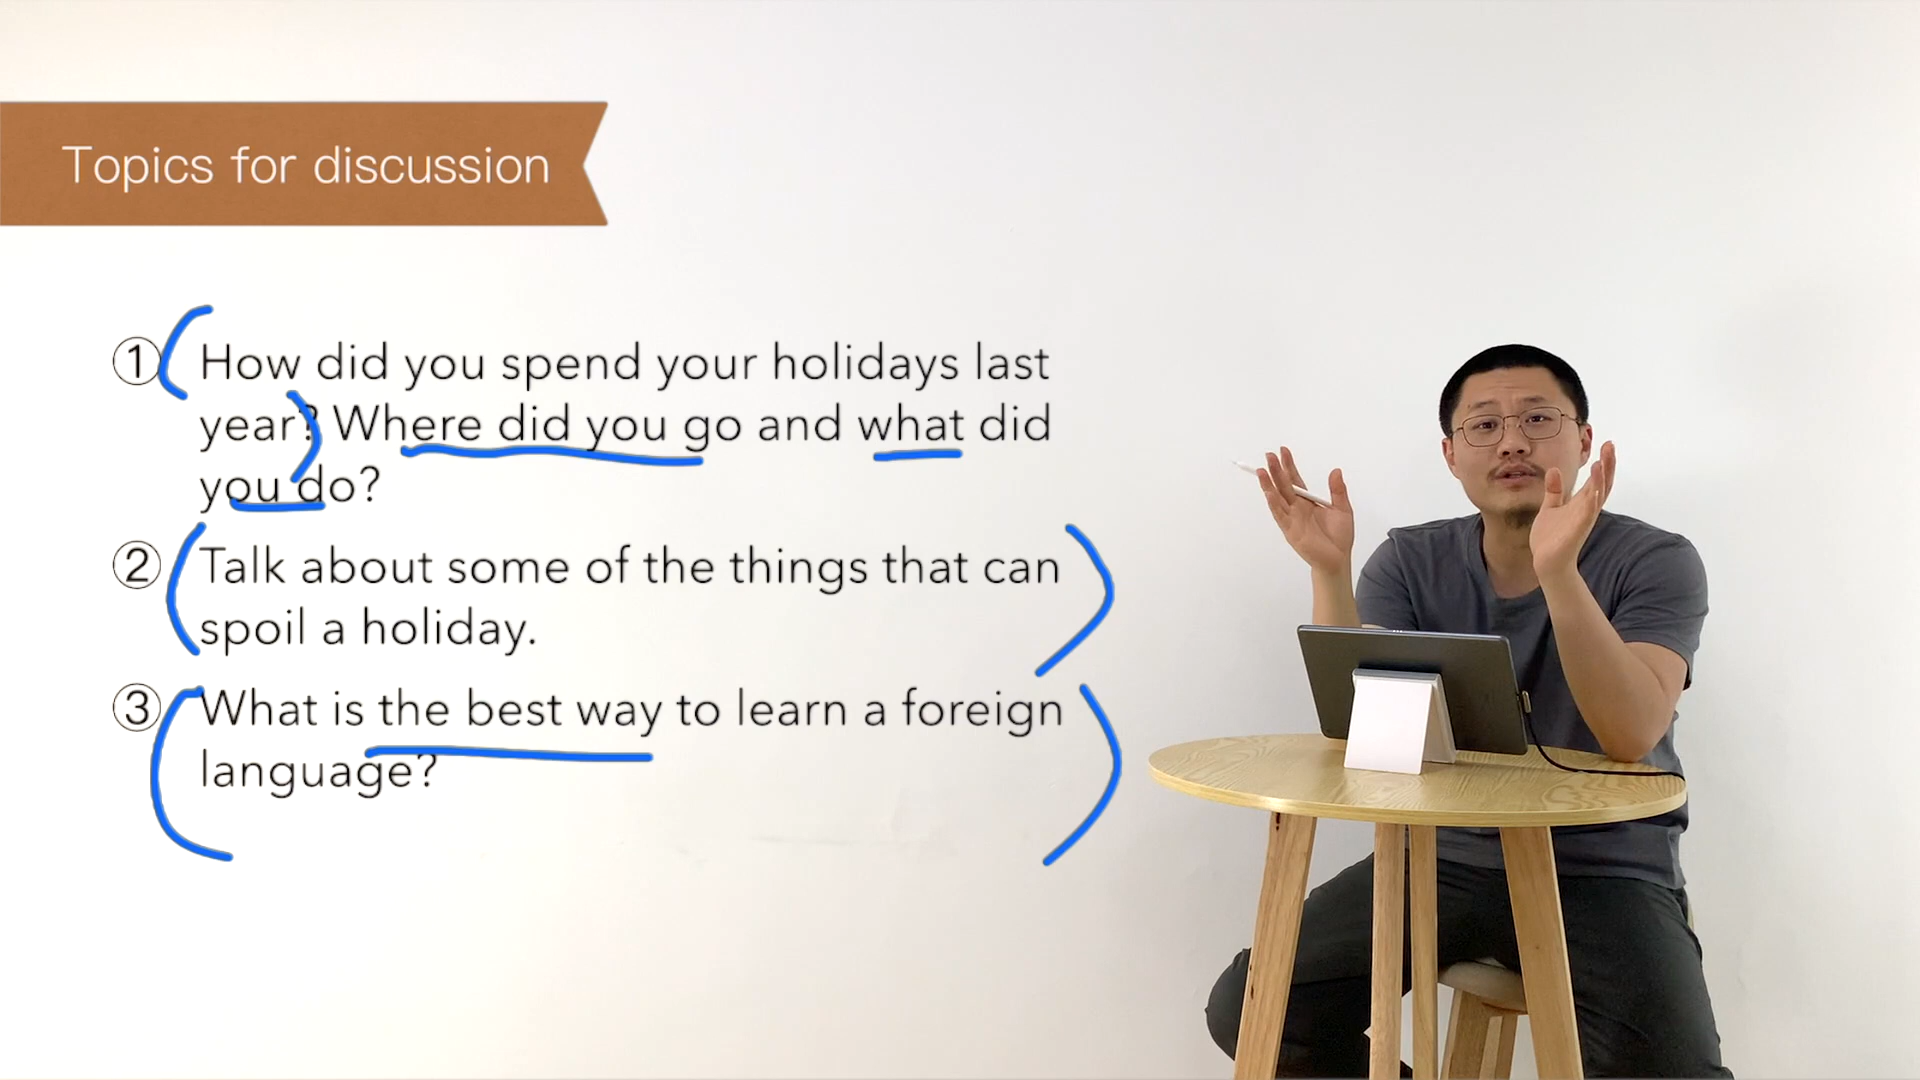 Topics for discussion
① How did you spend your holidays last
year? Where did you go and what did
you do?
② Talk about some of the things that can
spoil a holiday.
③ What is the best way to learn a foreign
language?